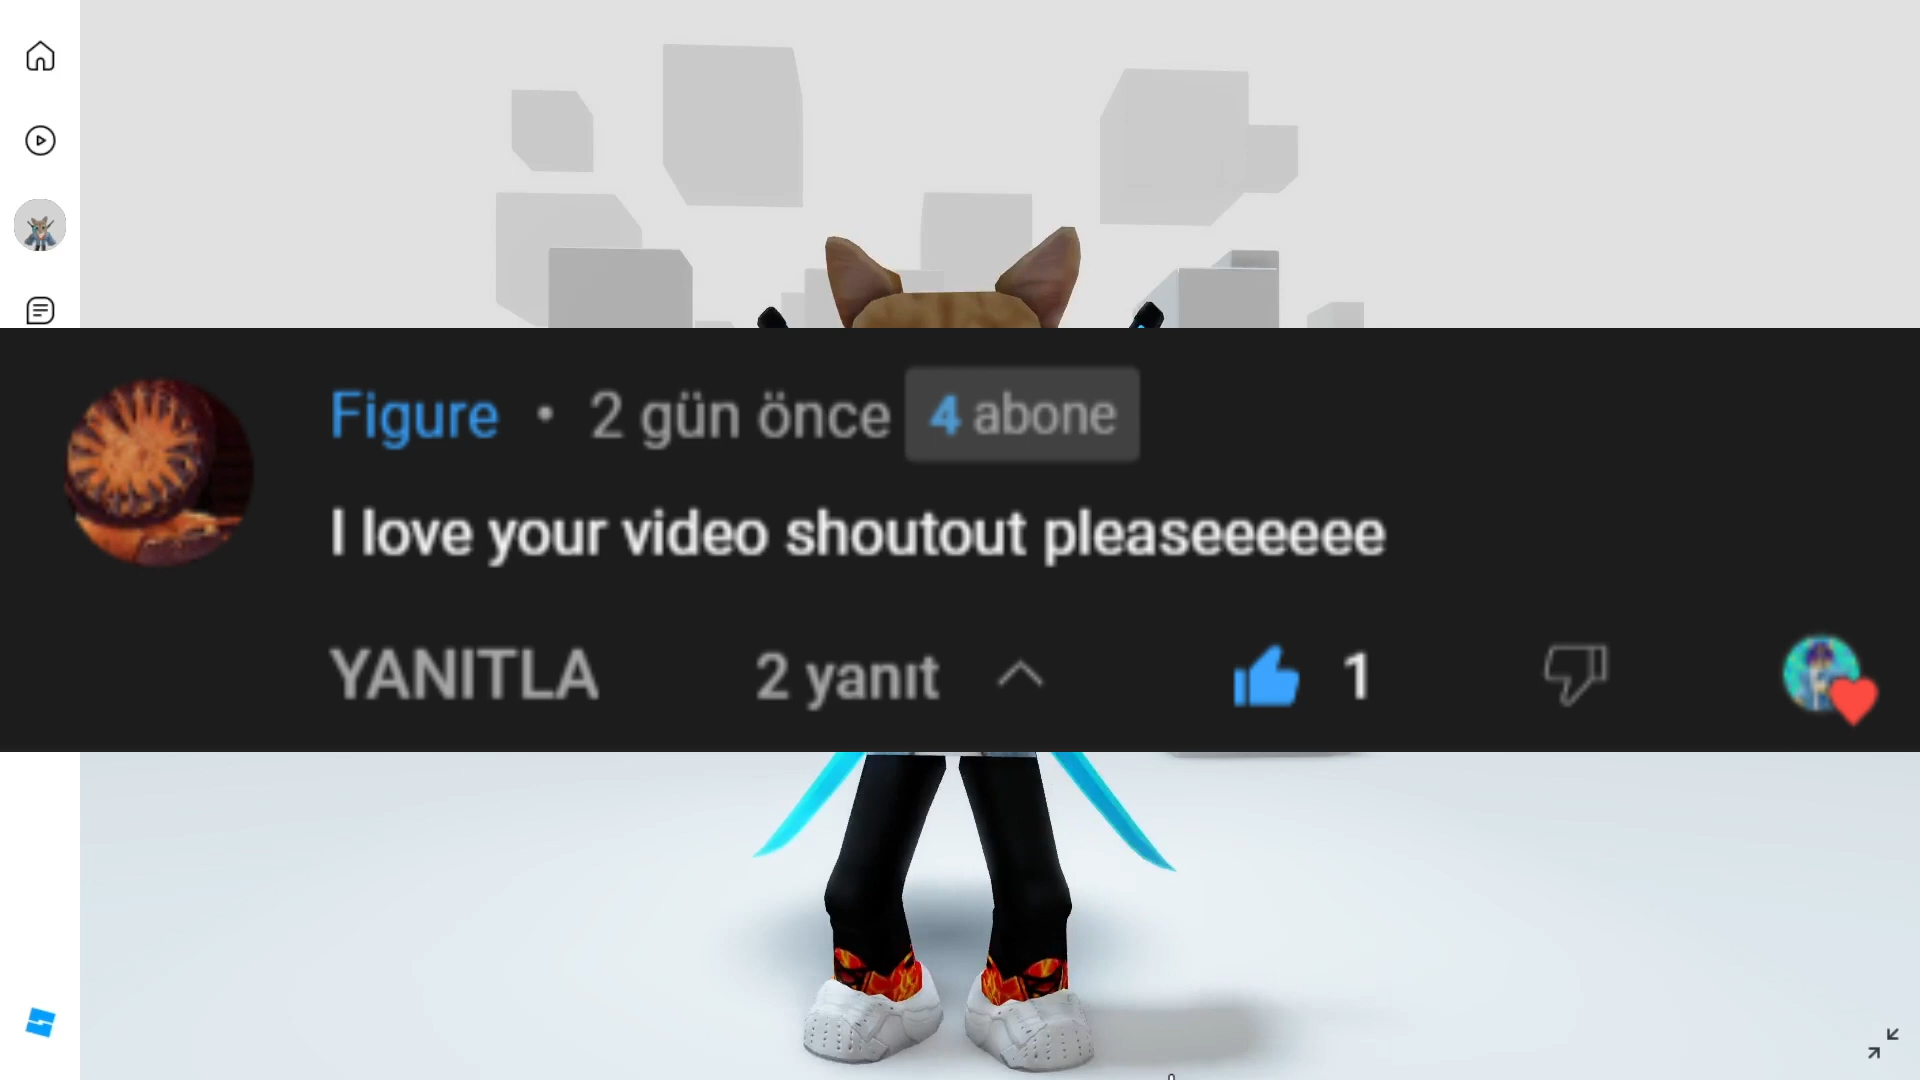 Figure • 2 gün önce 4 abone
I love your video shoutout pleaseeeeee
YANITLA 2 yanıt 1